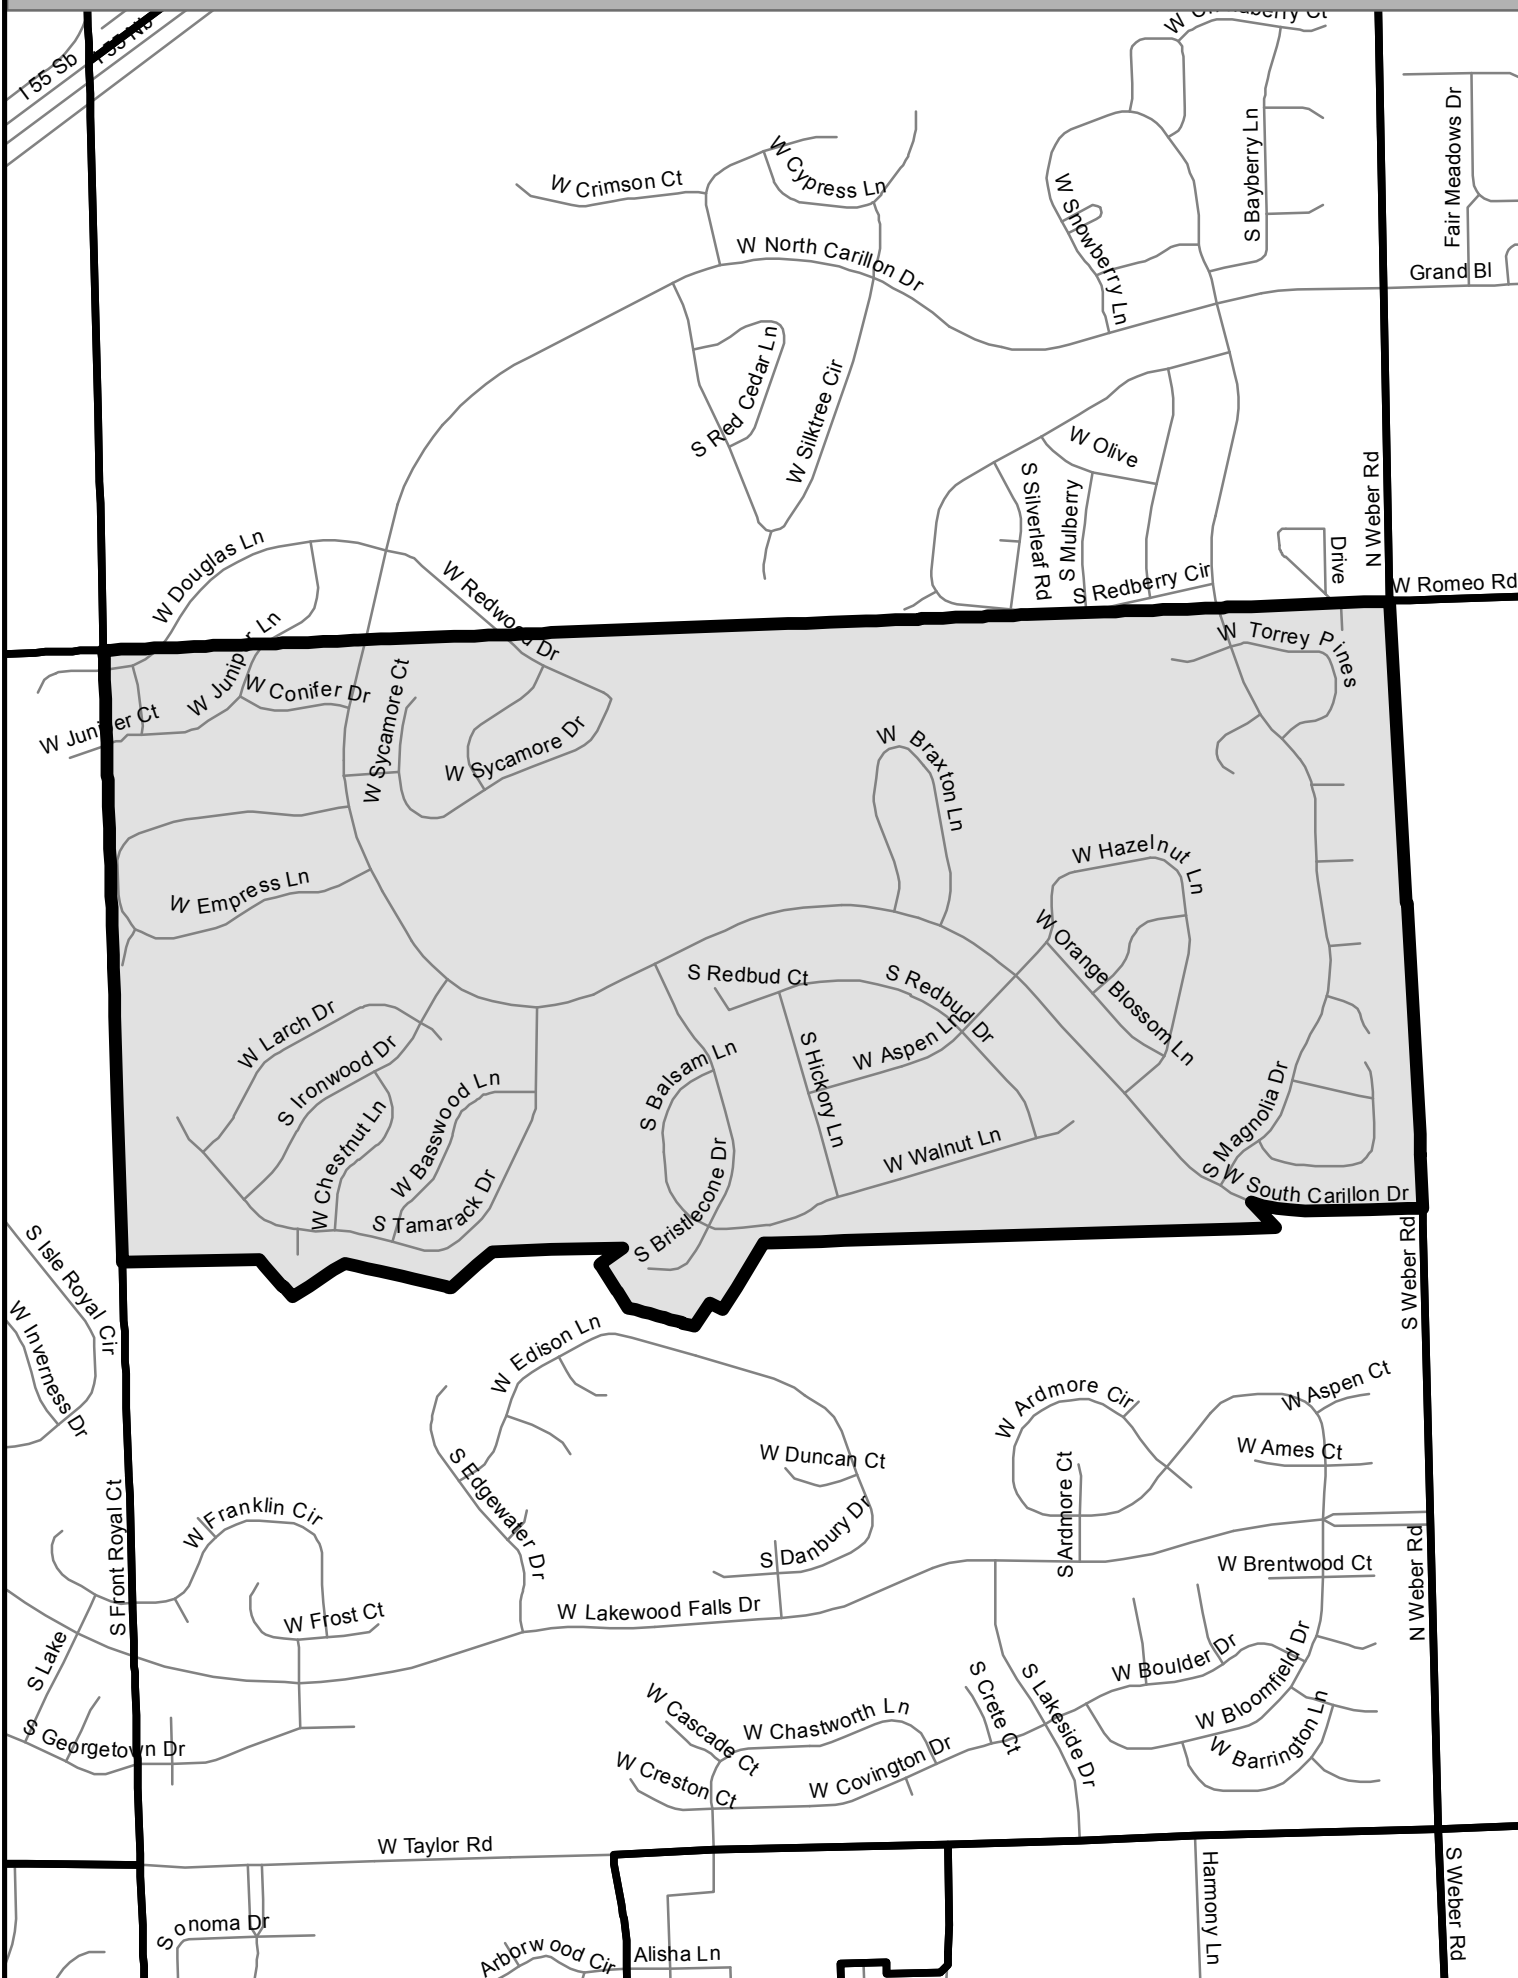 I 55 Sb
I 55 Nb
W Crimson Ct
W Cypress Ln
W North Carillon Dr
W Snowberry Ln
S Bayberry Ln
Fair Meadows Dr
Grand Bl
S Red Cedar Ln
W Silktree Cir
W Olive
S Silverleaf Rd
S Mulberry
S Redberry Cir
Drive
N Weber Rd
W Romeo Rd
W Douglas Ln
W Redwood Dr
W Juniper Ln
W Juniper Ct
W Conifer Dr
W Sycamore Ct
W Sycamore Dr
W Torrey Pines
W Braxton Ln
W Hazelnut Ln
W Empress Ln
W Orange Blossom Ln
S Redbud Ct
S Redbud Dr
W Larch Dr
S Ironwood Dr
S Balsam Ln
S Hickory Ln
W Aspen Ln
W Chestnut Ln
W Basswood Ln
S Magnolia Dr
W Walnut Ln
S Tamarack Dr
S Bristlecone Dr
W South Carillon Dr
S Weber Rd
S Isle Royal Cir
W Inverness Dr
W Edison Ln
W Ardmore Cir
W Aspen Ct
W Ames Ct
W Duncan Ct
S Edgewater Dr
S Ardmore Ct
S Front Royal Ct
W Franklin Cir
S Danbury Dr
N Weber Rd
W Brentwood Ct
W Frost Ct
W Lakewood Falls Dr
S Lake
S Georgetown Dr
W Boulder Dr
W Bloomfield Dr
S Crete Ct
S Lakeside Dr
W Cascade Ct
W Chastworth Ln
W Covington Dr
W Creston Ct
W Barrington Ln
W Taylor Rd
Harmony Ln
S Weber Rd
Sonoma Dr
Arborwood Cir
Alisha Ln